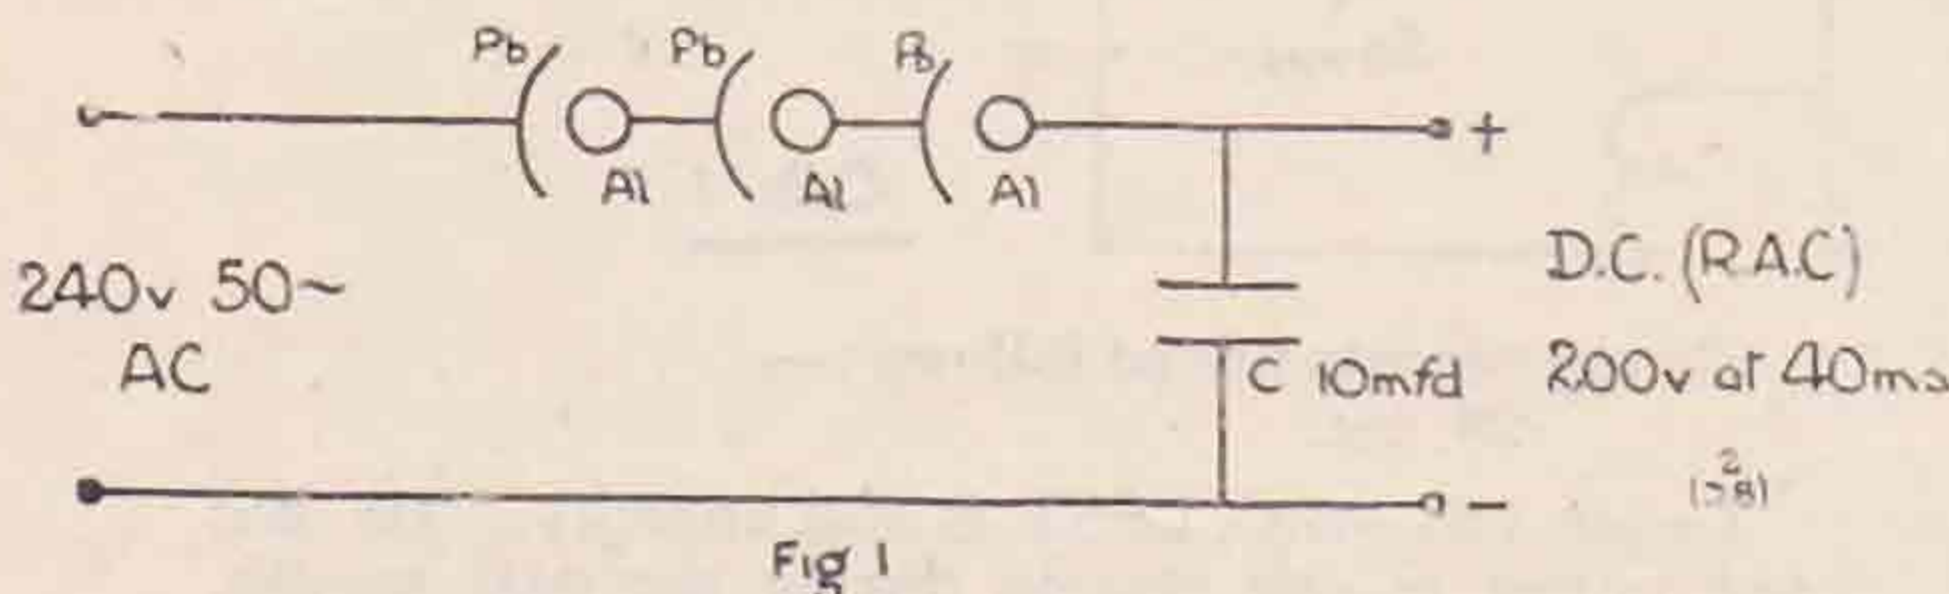 Pb Pb Pb
Al Al Al
+
240v 50~
AC
D.C. (R.A.C)
C 10mfd
200v at 40ma
-
Fig 1